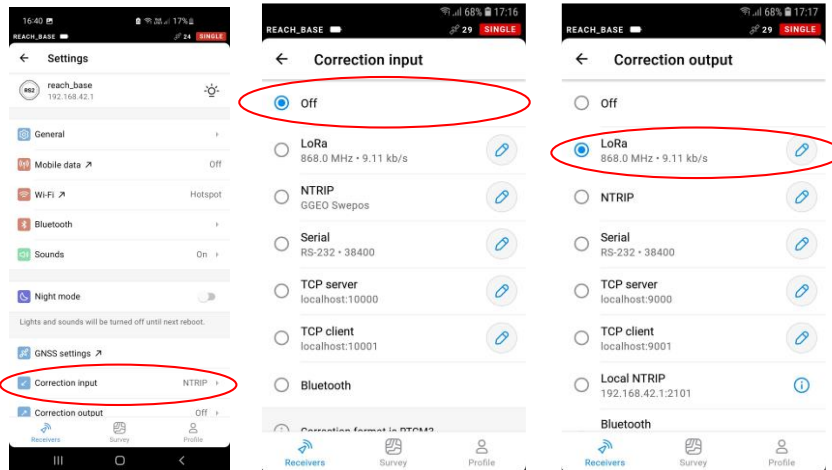 16:40 17%
REACH_BASE 24 SINGLE
Settings
RS2
reach_base
192.168.42.1
General
Mobile data Off
Wi-Fi Hotspot
Bluetooth
Sounds On
Night mode
Lights and sounds will be turned off until next reboot.
GNSS settings
Correction input NTRIP
Correction output Off
Receivers Survey Profile
68% 17:16
REACH_BASE 29 SINGLE
Correction input
Off
LoRa
868.0 MHz • 9.11 kb/s
NTRIP
GGEO Swepos
Serial
RS-232 • 38400
TCP server
localhost:10000
TCP client
localhost:10001
Bluetooth
Correction format is RTCM3
Receivers Survey Profile
68% 17:17
REACH_BASE 29 SINGLE
Correction output
Off
LoRa
868.0 MHz • 9.11 kb/s
NTRIP
Serial
RS-232 • 38400
TCP server
localhost:9000
TCP client
localhost:9001
Local NTRIP
192.168.42.1:2101
Bluetooth
Receivers Survey Profile